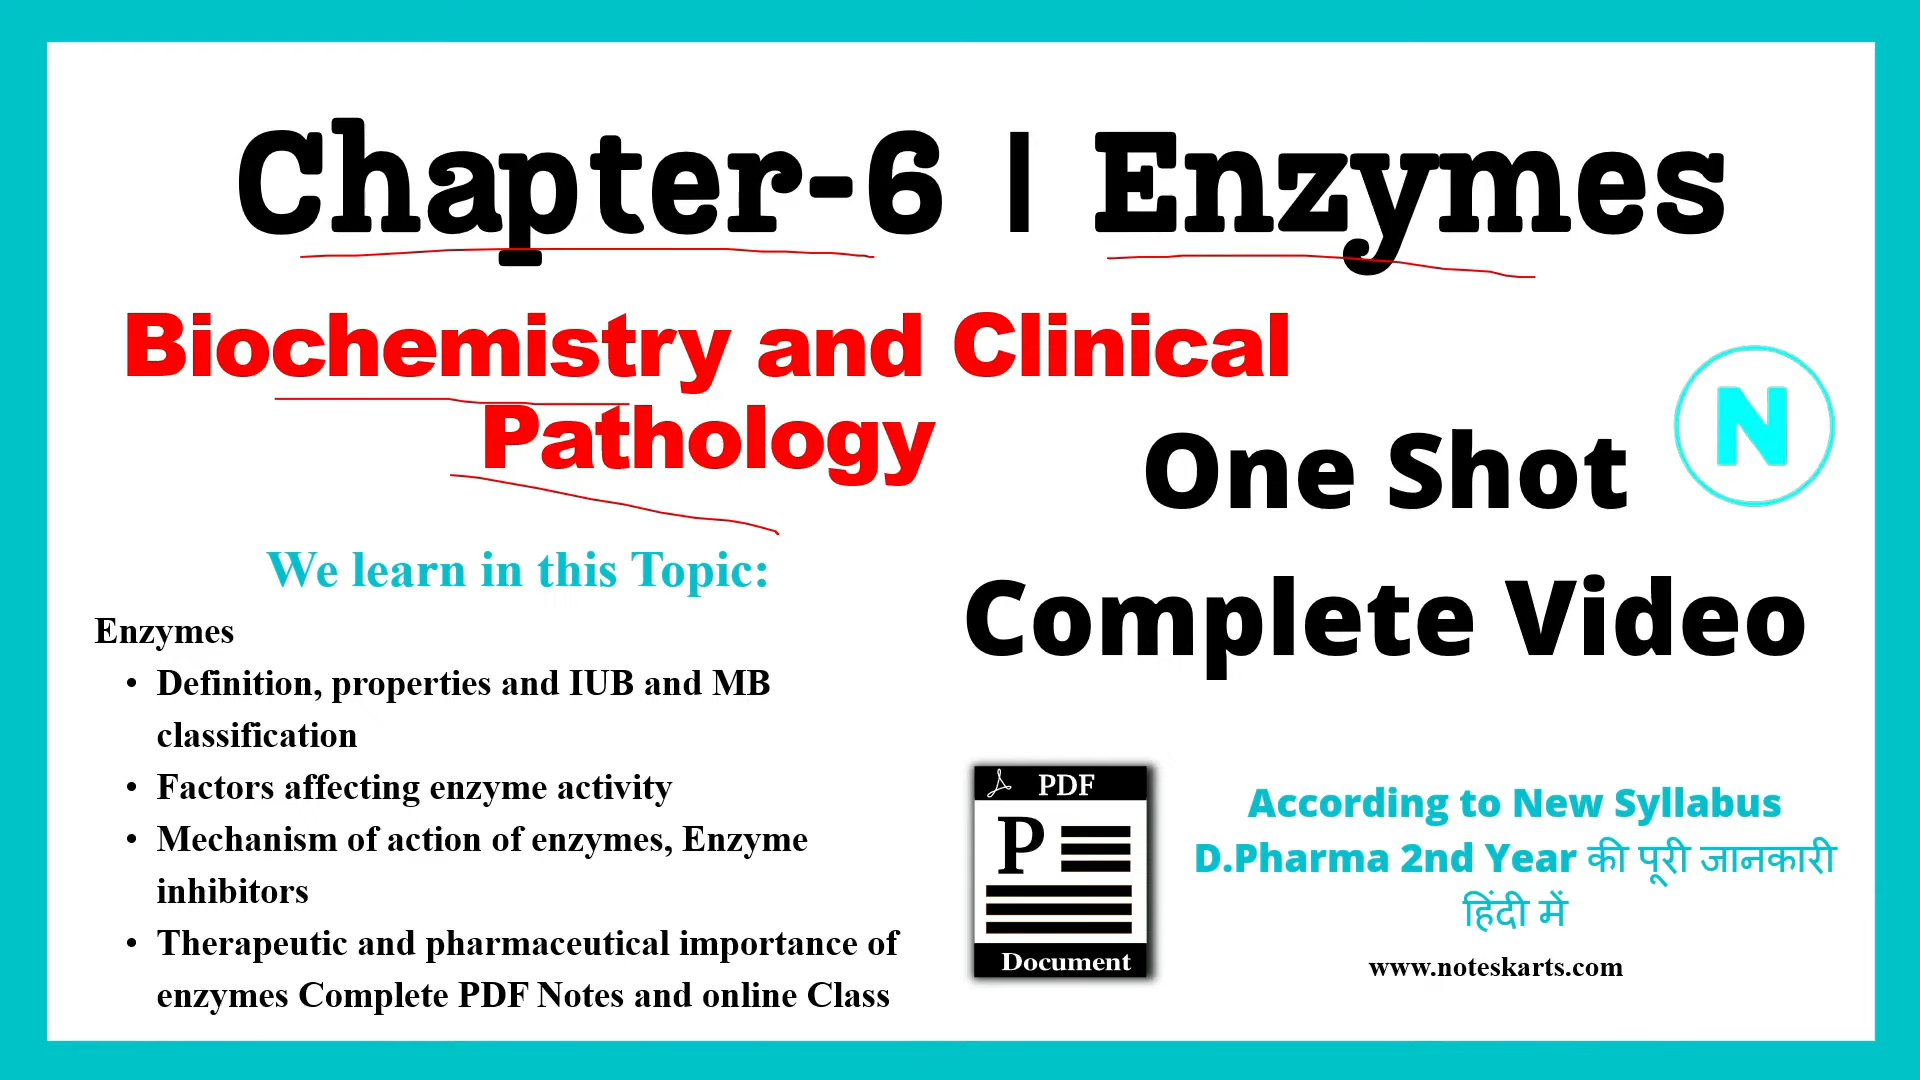 Chapter-6 | Enzymes
Biochemistry and Clinical
Pathology
N
One Shot
Complete Video
We learn in this Topic:
Enzymes
• Definition, properties and IUB and MB
classification
• Factors affecting enzyme activity
• Mechanism of action of enzymes, Enzyme
inhibitors
• Therapeutic and pharmaceutical importance of
enzymes Complete PDF Notes and online Class
PDF
P
Document
According to New Syllabus
D.Pharma 2nd Year की पूरी जानकारी
हिंदी में
www.noteskarts.com